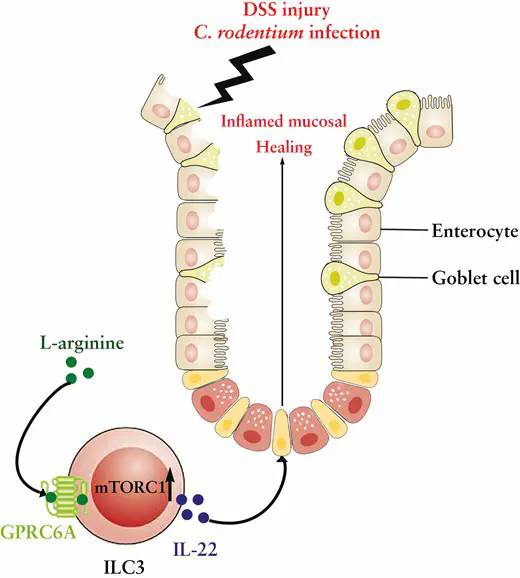 DSS injury
C. rodentium infection
Inflamed mucosal
Healing
Enterocyte
Goblet cell
L-arginine
mTORC1
GPRC6A
IL-22
ILC3